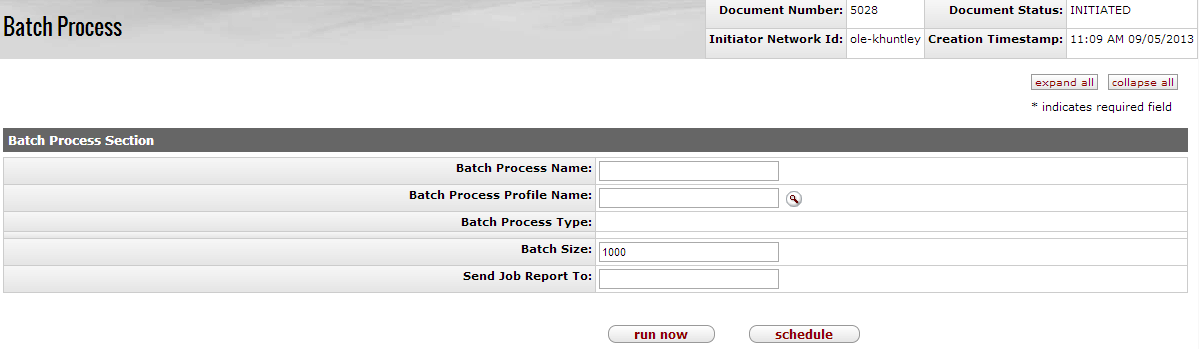 Batch Process
Document Number: 5028 Document Status: INITIATED
Initiator Network Id: ole-khuntley Creation Timestamp: 11:09 AM 09/05/2013
expand all collapse all
* indicates required field
Batch Process Section
Batch Process Name:
Batch Process Profile Name:
Batch Process Type:
Batch Size: 1000
Send Job Report To:
run now schedule